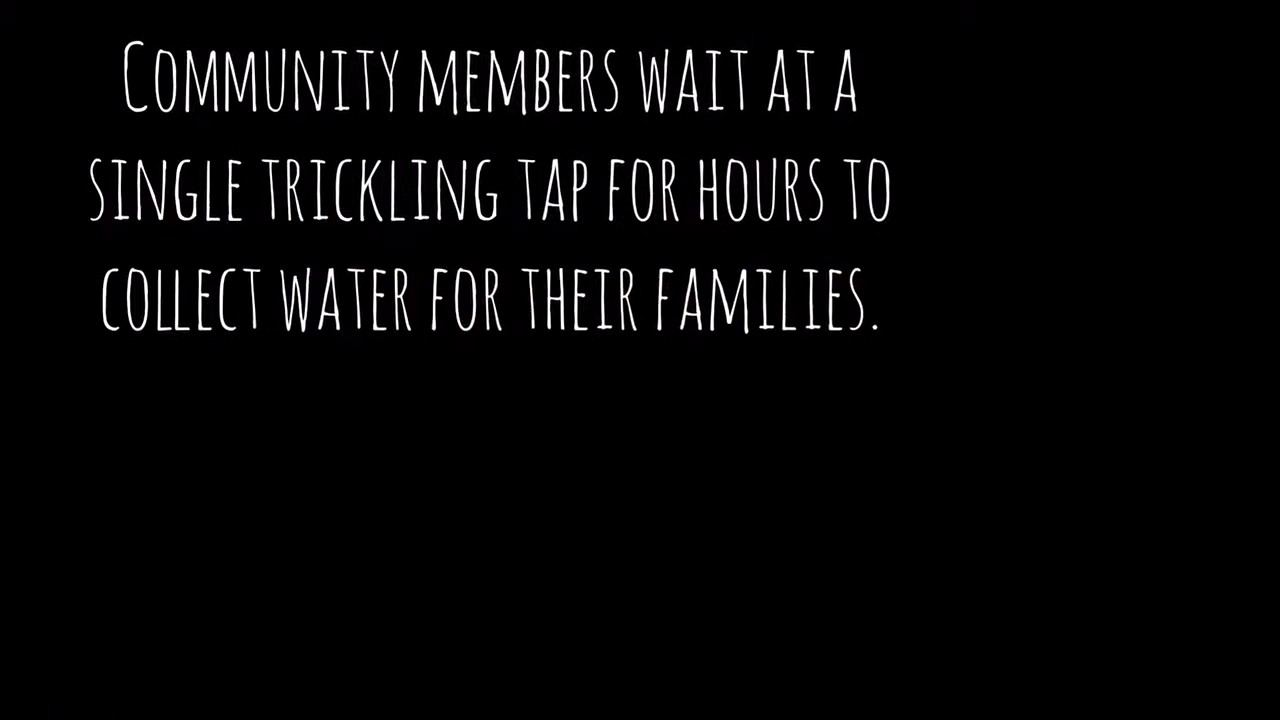 Community members wait at a
single trickling tap for hours to
collect water for their families.